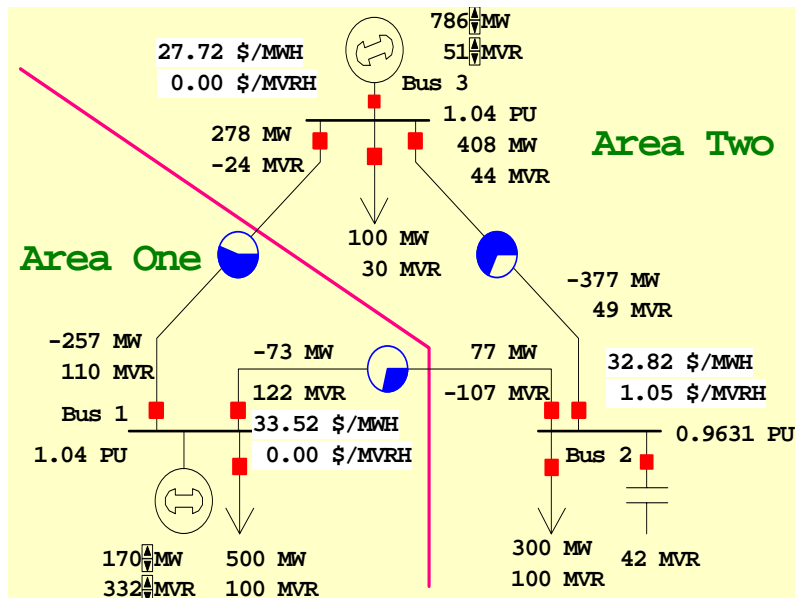 786 MW
51 MVR
27.72 $/MWH
0.00 $/MVRH
Bus 3
1.04 PU
278 MW
-24 MVR
408 MW
44 MVR
Area Two
100 MW
30 MVR
Area One
-377 MW
49 MVR
-257 MW
110 MVR
-73 MW
122 MVR
77 MW
-107 MVR
32.82 $/MWH
1.05 $/MVRH
Bus 1
1.04 PU
33.52 $/MWH
0.00 $/MVRH
0.9631 PU
Bus 2
170 MW
332 MVR
500 MW
100 MVR
300 MW
100 MVR
42 MVR